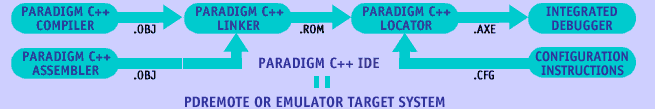 PARADIGM C++
COMPILER
.OBJ
PARADIGM C++
LINKER
.ROM
PARADIGM C++
LOCATOR
.AXE
INTEGRATED
DEBUGGER
PARADIGM C++
ASSEMBLER
.OBJ
PARADIGM C++ IDE
.CFG
CONFIGURATION
INSTRUCTIONS
PDREMOTE OR EMULATOR TARGET SYSTEM